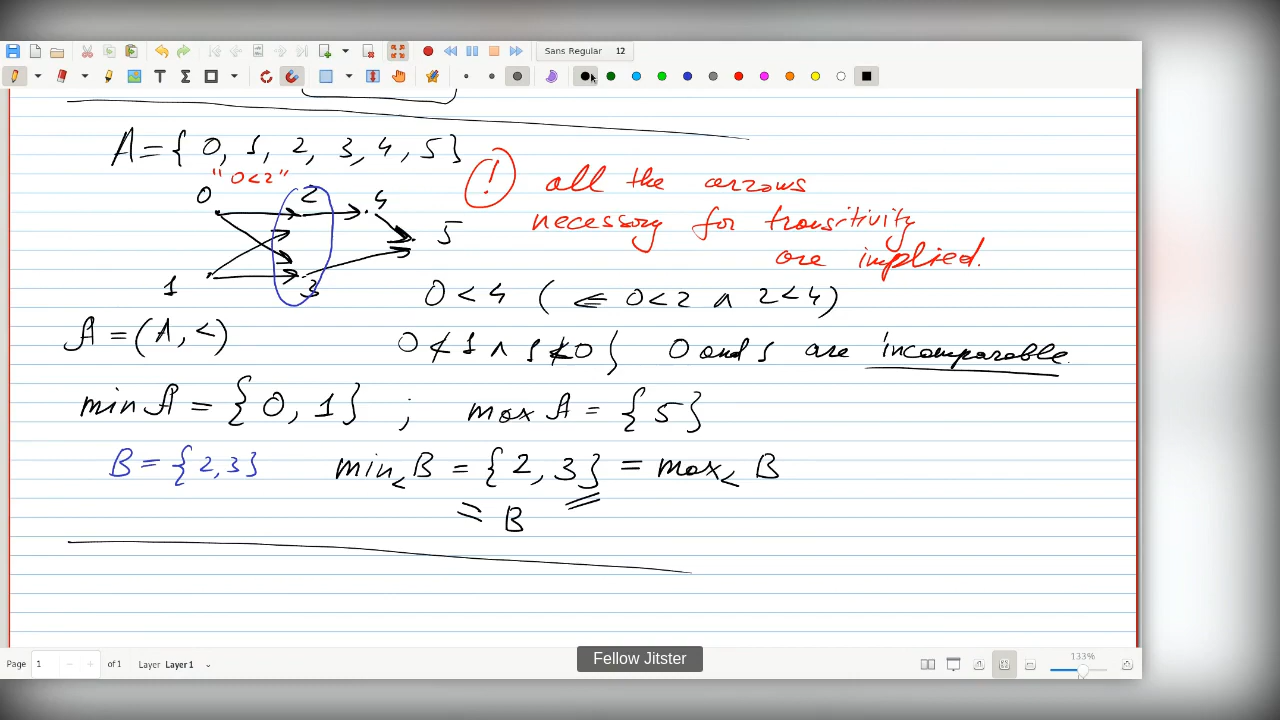 Sans Regular 12
A = { 0, 1, 2, 3, 4, 5 }
"0<2"
0 2 4
5
1 3
! all the arrows
necessary for transitivity
are implied.
0 < 4 ( ⇐ 0<2 ∧ 2<4)
𝒜 = (A, <)
0 ≮ 1 ∧ 1 ≮ 0 } 0 and 1 are incomparable.
min 𝒜 = { 0, 1 } ; max 𝒜 = { 5 }
B = { 2, 3 } min< B = { 2, 3 } = max< B
= B
Page 1 of 1 Layer Layer 1
Fellow Jitster
133%